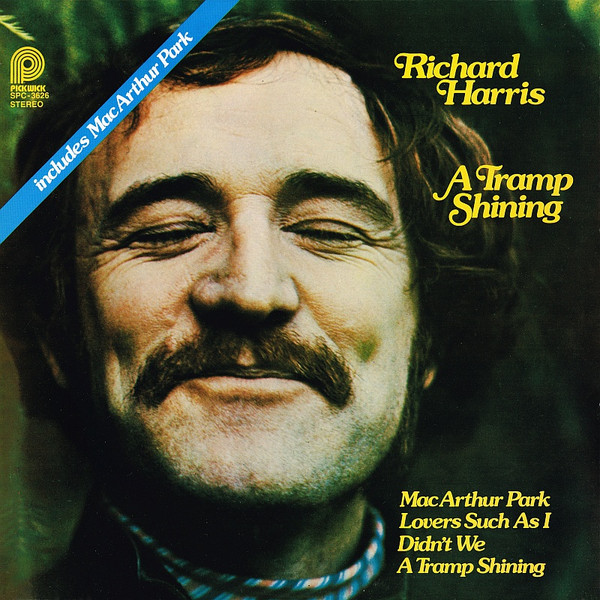 PICKWICK
SPC-3626
STEREO
includes MacArthur Park
Richard
Harris
A Tramp
Shining
MacArthur Park
Lovers Such As I
Didn't We
A Tramp Shining